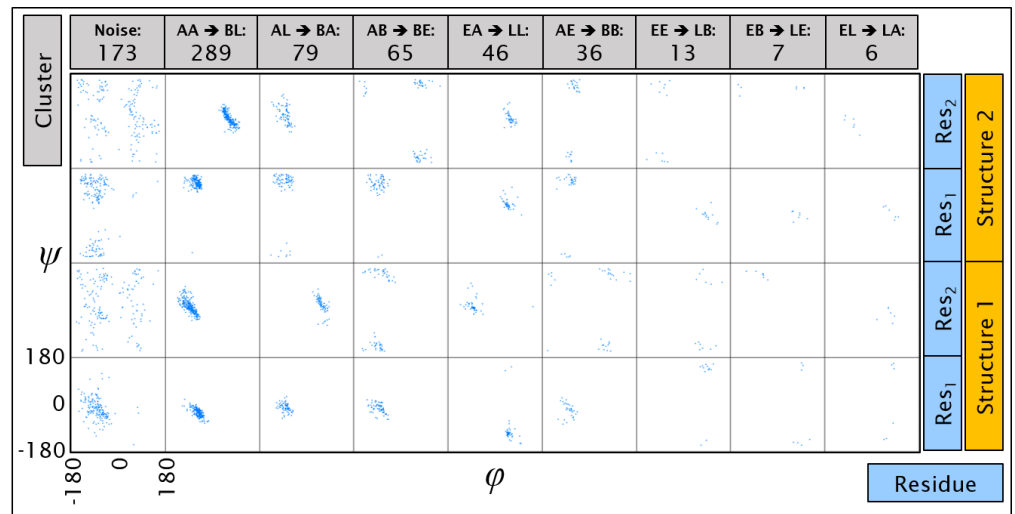 Cluster
Noise:
173
AA → BL:
289
AL → BA:
79
AB → BE:
65
EA → LL:
46
AE → BB:
36
EE → LB:
13
EB → LE:
7
EL → LA:
6
Res₂
Res₁
Structure 2
Res₂
Res₁
Structure 1
ψ
180
0
-180
-180
0
180
φ
Residue